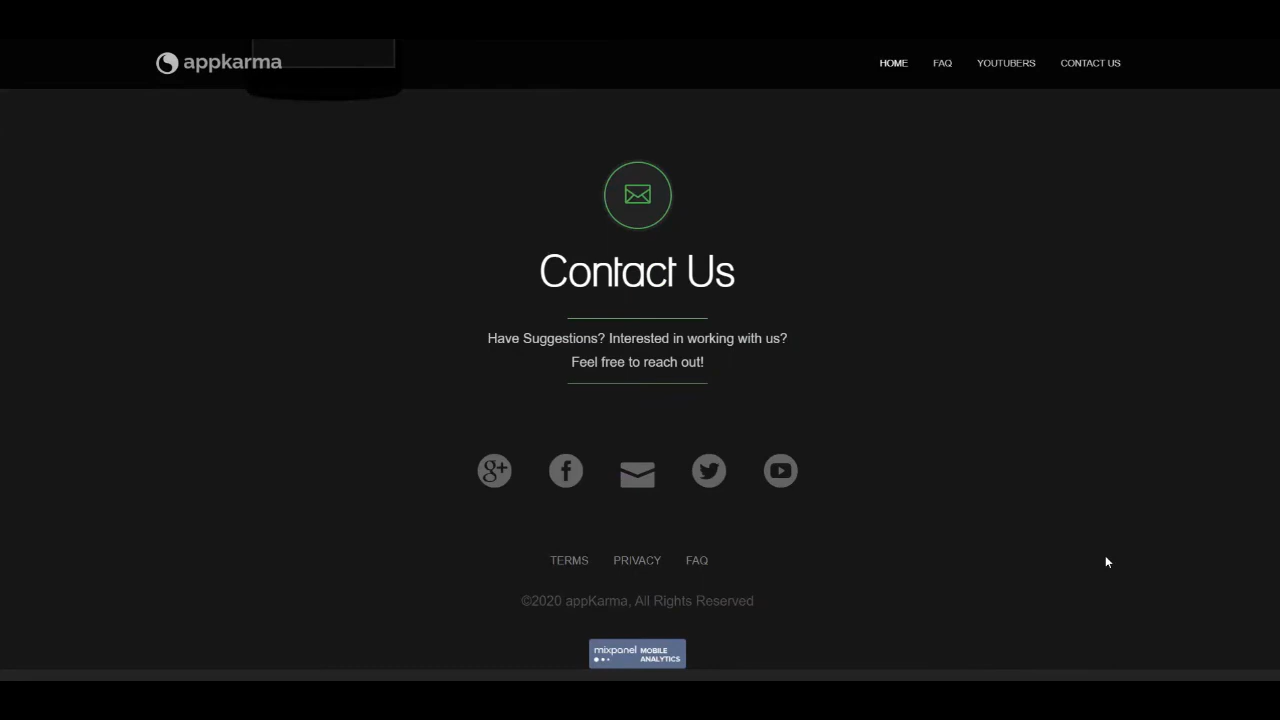 appkarma
HOME FAQ YOUTUBERS CONTACT US
Contact Us
Have Suggestions? Interested in working with us?
Feel free to reach out!
g+ f
TERMS PRIVACY FAQ
©2020 appKarma, All Rights Reserved
mixpanel MOBILE
ANALYTICS